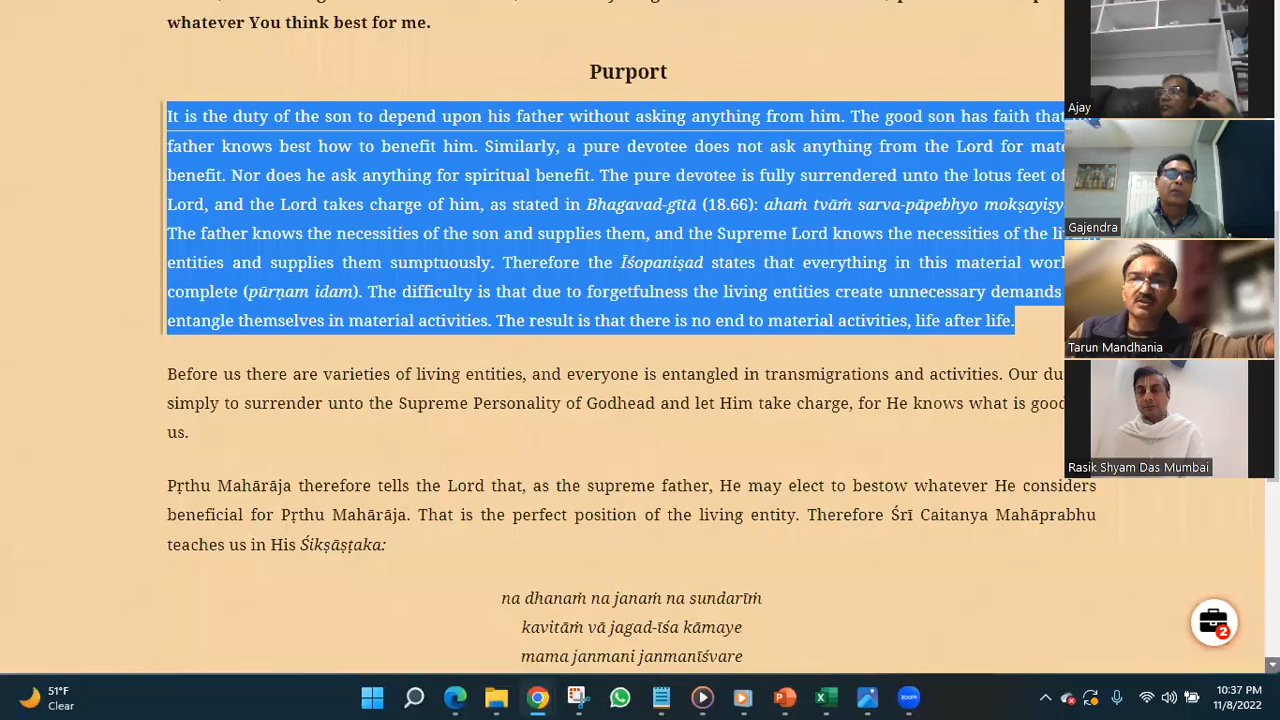 whatever You think best for me.
Purport
It is the duty of the son to depend upon his father without asking anything from him. The good son has faith that
father knows best how to benefit him. Similarly, a pure devotee does not ask anything from the Lord for
benefit. Nor does he ask anything for spiritual benefit. The pure devotee is fully surrendered unto the lotus feet of
Lord, and the Lord takes charge of him, as stated in Bhagavad-gītā (18.66): ahaṁ tvāṁ sarva-pāpebhyo
The father knows the necessities of the son and supplies them, and the Supreme Lord knows the necessities of the
entities and supplies them sumptuously. Therefore the Īśopaniṣad states that everything in this material
complete (pūrṇam idam). The difficulty is that due to forgetfulness the living entities create unnecessary demands
entangle themselves in material activities. The result is that there is no end to material activities, life after life.
Before us there are varieties of living entities, and everyone is entangled in transmigrations and activities. Our
simply to surrender unto the Supreme Personality of Godhead and let Him take charge, for He knows what is good
us.
Pṛthu Mahārāja therefore tells the Lord that, as the supreme father, He may elect to bestow whatever He considers
beneficial for Pṛthu Mahārāja. That is the perfect position of the living entity. Therefore Śrī Caitanya Mahāprabhu
teaches us in His Śikṣāṣṭaka:
na dhanaṁ na janaṁ na sundarīṁ
kavitāṁ vā jagad-īśa kāmaye
mama janmani janmanīśvare
Ajay
Gajendra
Tarun Mandhania
Rasik Shyam Das Mumbai
2
51°F
Clear
zoom
10:37 PM
11/8/2022